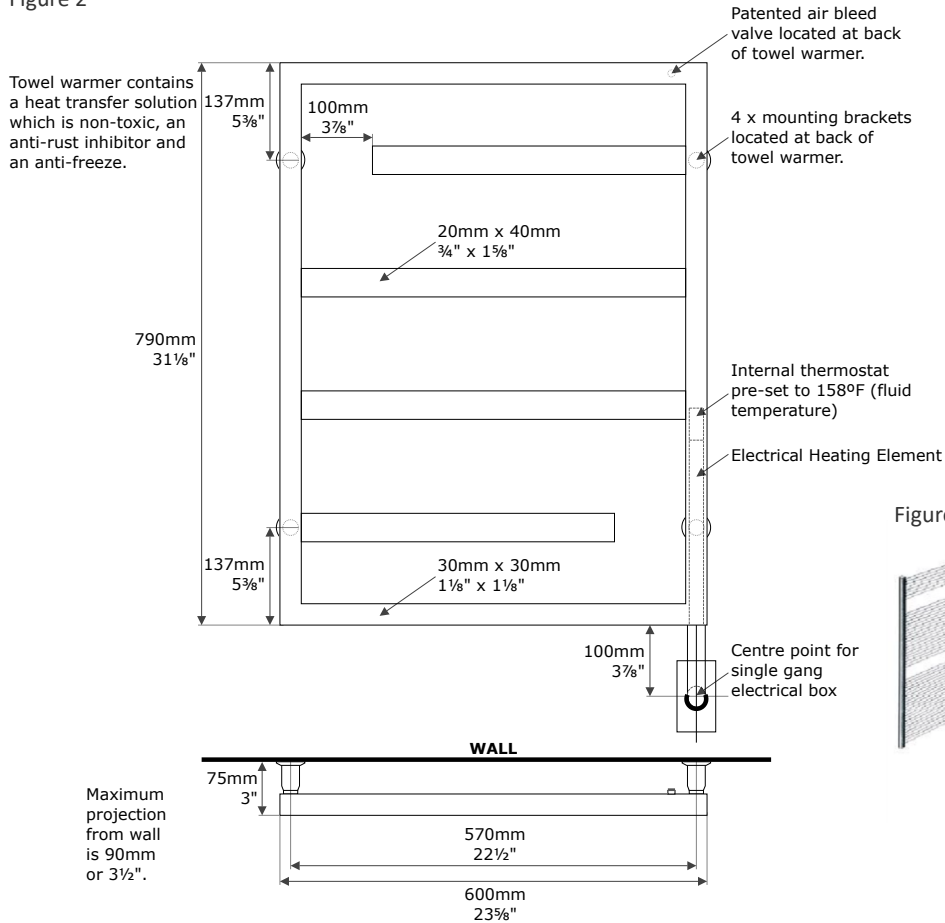 Figure 2
Patented air bleed
valve located at back
of towel warmer.
Towel warmer contains
a heat transfer solution
which is non-toxic, an
anti-rust inhibitor and
an anti-freeze.
137mm
5⅜"
100mm
3⅞"
4 x mounting brackets
located at back of
towel warmer.
20mm x 40mm
¾" x 1⅝"
790mm
31⅛"
Internal thermostat
pre-set to 158ºF (fluid
temperature)
Electrical Heating Element
Figure
137mm
5⅜"
30mm x 30mm
1⅛" x 1⅛"
100mm
3⅞"
Centre point for
single gang
electrical box
WALL
75mm
3"
Maximum
projection
from wall
is 90mm
or 3½".
570mm
22½"
600mm
23⅝"